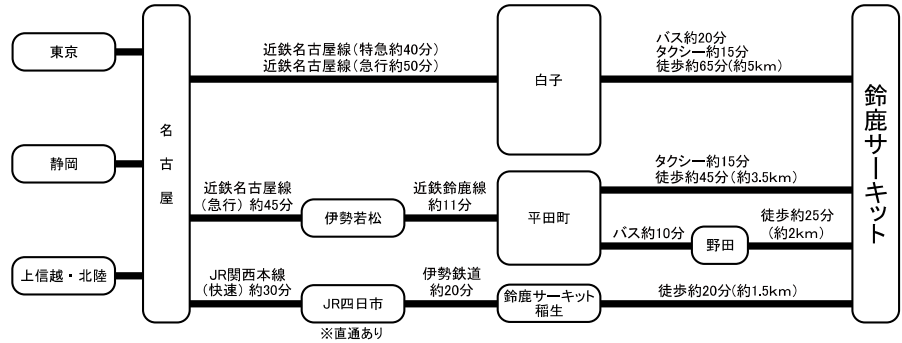 東京
静岡
上信越・北陸
名古屋
近鉄名古屋線(特急約40分)
近鉄名古屋線(急行約50分)
白子
バス約20分
タクシー約15分
徒歩約65分(約5km)
近鉄名古屋線
(急行) 約45分
伊勢若松
近鉄鈴鹿線
約11分
平田町
タクシー約15分
徒歩約45分(約3.5km)
バス約10分
野田
徒歩約25分
(約2km)
JR関西本線
(快速) 約30分
JR四日市
※直通あり
伊勢鉄道
約20分
鈴鹿サーキット
稲生
徒歩約20分(約1.5km)
鈴鹿サーキット